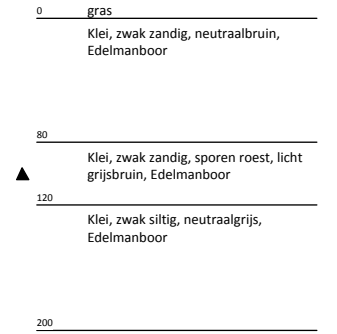 0 gras
Klei, zwak zandig, neutraalbruin,
Edelmanboor
80
Klei, zwak zandig, sporen roest, licht
grijsbruin, Edelmanboor
120
Klei, zwak siltig, neutraalgrijs,
Edelmanboor
200